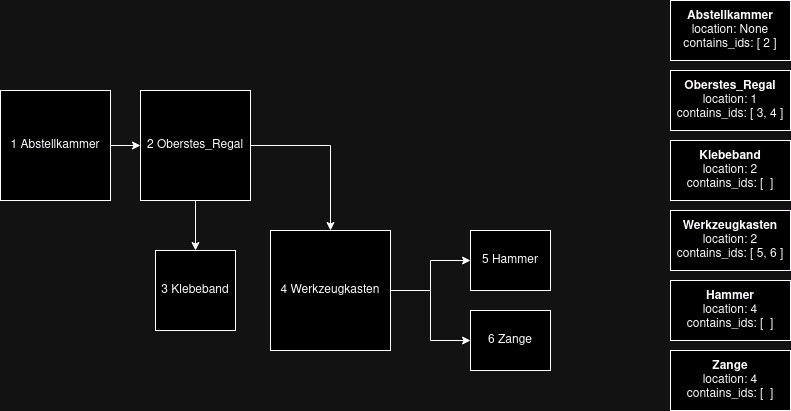 1 Abstellkammer
2 Oberstes_Regal
3 Klebeband
4 Werkzeugkasten
5 Hammer
6 Zange
Abstellkammer
location: None
contains_ids: [ 2 ]
Oberstes_Regal
location: 1
contains_ids: [ 3, 4 ]
Klebeband
location: 2
contains_ids: [  ]
Werkzeugkasten
location: 2
contains_ids: [ 5, 6 ]
Hammer
location: 4
contains_ids: [  ]
Zange
location: 4
contains_ids: [  ]